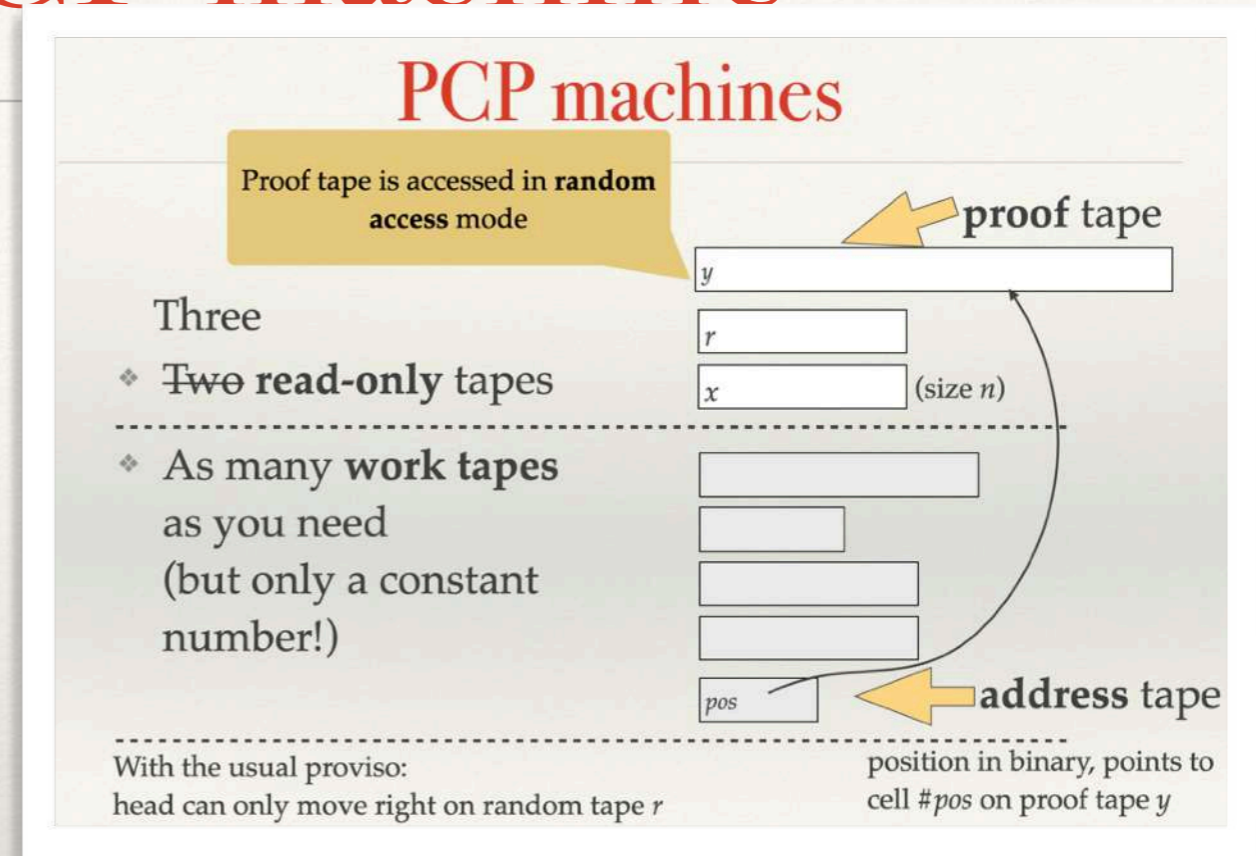 PCP machines
Proof tape is accessed in random
access mode
proof tape
y
Three
r
❖ Two read-only tapes
x
(size n)
❖ As many work tapes
as you need
(but only a constant
number!)
pos
address tape
With the usual proviso:
head can only move right on random tape r
position in binary, points to
cell #pos on proof tape y